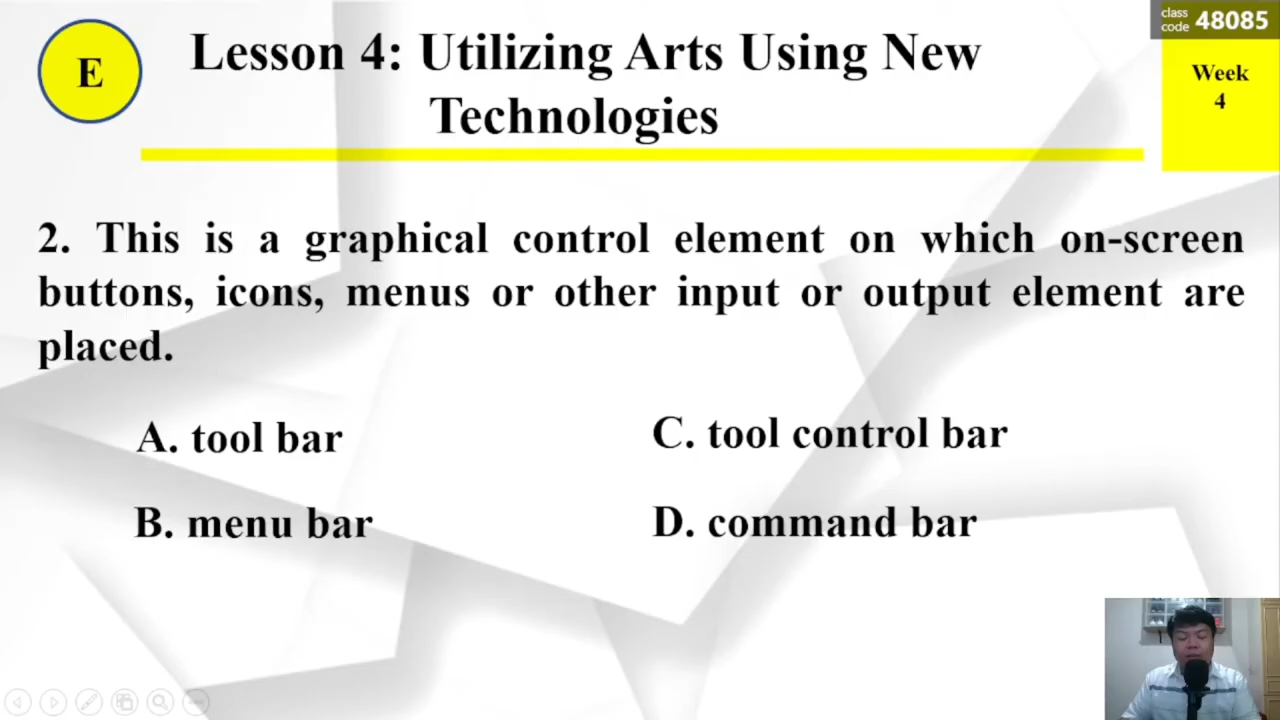 class
code 48085
E
Lesson 4: Utilizing Arts Using New
Technologies
Week
4
2. This is a graphical control element on which on-screen
buttons, icons, menus or other input or output element are
placed.
A. tool bar
C. tool control bar
B. menu bar
D. command bar